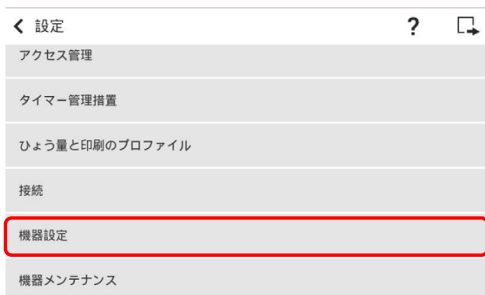 設定 ?
アクセス管理
タイマー管理措置
ひょう量と印刷のプロファイル
接続
機器設定
機器メンテナンス